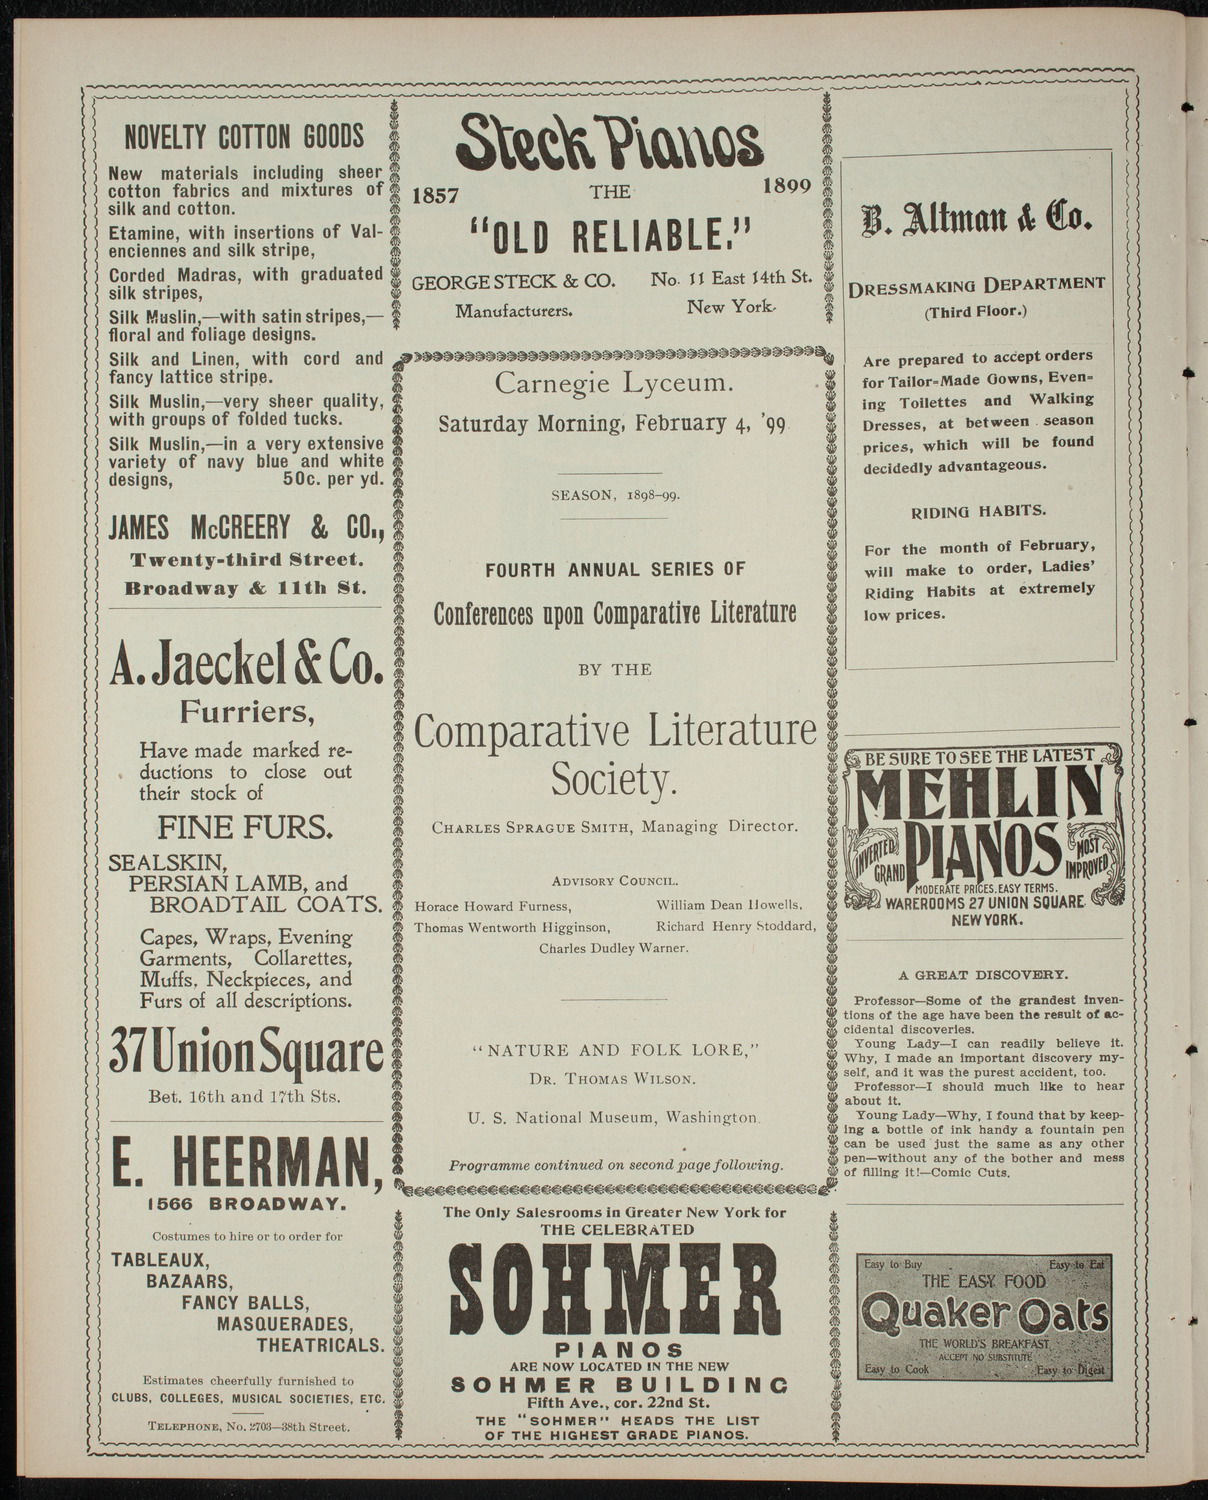 NOVELTY COTTON GOODS
New materials including sheer
cotton fabrics and mixtures of
silk and cotton.
Etamine, with insertions of Val-
enciennes and silk stripe,
Corded Madras, with graduated
silk stripes,
Silk Muslin,—with satin stripes,—
floral and foliage designs.
Silk and Linen, with cord and
fancy lattice stripe.
Silk Muslin,—very sheer quality,
with groups of folded tucks.
Silk Muslin,—in a very extensive
variety of navy blue and white
designs, 50c. per yd.
JAMES McCREERY & CO.,
Twenty-third Street.
Broadway & 11th St.
A. Jaeckel & Co.
Furriers,
Have made marked re-
ductions to close out
their stock of
FINE FURS.
SEALSKIN,
PERSIAN LAMB, and
BROADTAIL COATS.
Capes, Wraps, Evening
Garments, Collarettes,
Muffs, Neckpieces, and
Furs of all descriptions.
37 Union Square
Bet. 16th and 17th Sts.
E. HEERMAN,
1566 BROADWAY.
Costumes to hire or to order for
TABLEAUX,
BAZAARS,
FANCY BALLS,
MASQUERADES,
THEATRICALS.
Estimates cheerfully furnished to
CLUBS, COLLEGES, MUSICAL SOCIETIES, ETC.
TELEPHONE, No. 2703—38th Street.
Steck Pianos
1857 THE 1899
"OLD RELIABLE."
GEORGE STECK & CO. No. 11 East 14th St.
Manufacturers. New York.
Carnegie Lyceum.
Saturday Morning, February 4, '99
SEASON, 1898-99.
FOURTH ANNUAL SERIES OF
Conferences upon Comparative Literature
BY THE
Comparative Literature
Society.
CHARLES SPRAGUE SMITH, Managing Director.
ADVISORY COUNCIL.
Horace Howard Furness, William Dean Howells,
Thomas Wentworth Higginson, Richard Henry Stoddard,
Charles Dudley Warner.
"NATURE AND FOLK LORE,"
DR. THOMAS WILSON.
U. S. National Museum, Washington.
Programme continued on second page following.
The Only Salesrooms in Greater New York for
THE CELEBRATED
SOHMER
PIANOS
ARE NOW LOCATED IN THE NEW
SOHMER BUILDING
Fifth Ave., cor. 22nd St.
THE "SOHMER" HEADS THE LIST
OF THE HIGHEST GRADE PIANOS.
B. Altman & Co.
DRESSMAKING DEPARTMENT
(Third Floor.)
Are prepared to accept orders
for Tailor-Made Gowns, Even-
ing Toilettes and Walking
Dresses, at between season
prices, which will be found
decidedly advantageous.
RIDING HABITS.
For the month of February,
will make to order, Ladies'
Riding Habits at extremely
low prices.
BE SURE TO SEE THE LATEST
MEHLIN
PIANOS
INVERTED GRAND
MOST IMPROVED
MODERATE PRICES. EASY TERMS.
WAREROOMS 27 UNION SQUARE
NEW YORK.
A GREAT DISCOVERY.
Professor—Some of the grandest inven-
tions of the age have been the result of ac-
cidental discoveries.
Young Lady—I can readily believe it.
Why, I made an important discovery my-
self, and it was the purest accident, too.
Professor—I should much like to hear
about it.
Young Lady—Why, I found that by keep-
ing a bottle of ink handy a fountain pen
can be used just the same as any other
pen—without any of the bother and mess
of filling it!—Comic Cuts.
Easy to Buy Easy to Eat
THE EASY FOOD
Quaker Oats
THE WORLD'S BREAKFAST
ACCEPT NO SUBSTITUTE
Easy to Cook Easy to Digest